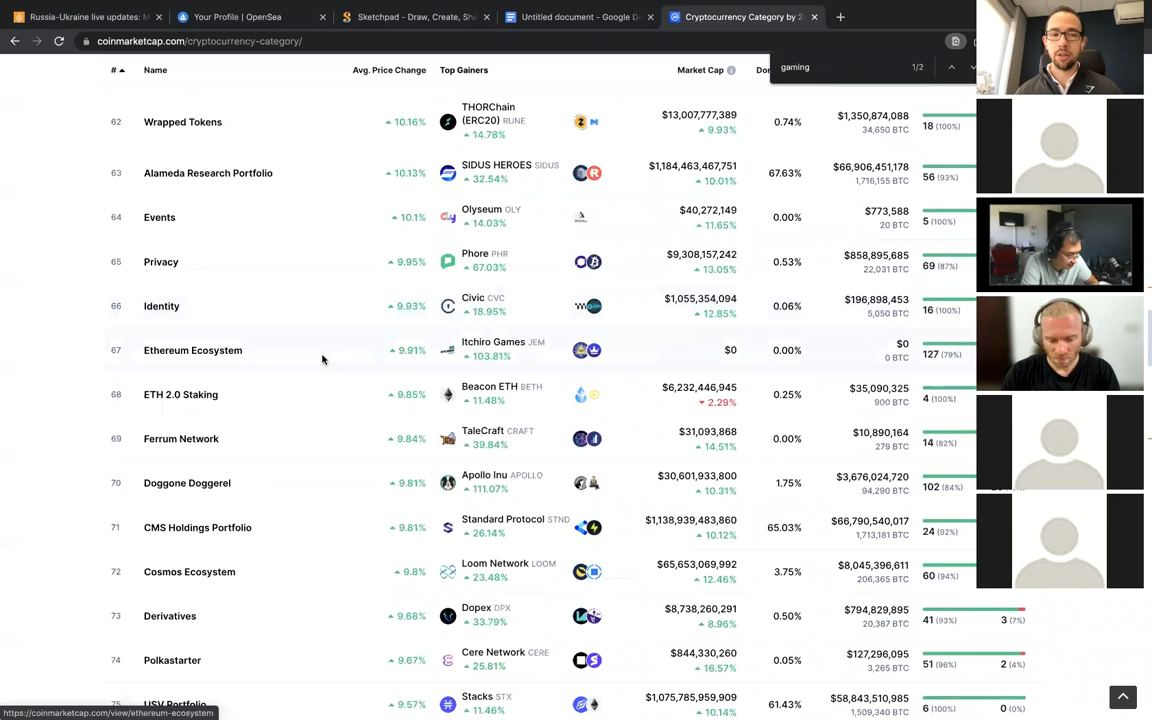 Russia-Ukraine live updates: M
Your Profile | OpenSea
Sketchpad - Draw, Create, Sha
Untitled document - Google D
Cryptocurrency Category by 24
coinmarketcap.com/cryptocurrency-category/
gaming 1/2
# Name Avg. Price Change Top Gainers Market Cap Dor
62 Wrapped Tokens 10.16% THORChain (ERC20) RUNE 14.78% $13,007,777,389 9.93% 0.74% $1,350,874,088 34,650 BTC 18 (100%)
63 Alameda Research Portfolio 10.13% SIDUS HEROES SIDUS 32.54% $1,184,463,467,751 10.01% 67.63% $66,906,451,178 1,716,155 BTC 56 (93%)
64 Events 10.1% Olyseum OLY 14.03% $40,272,149 11.65% 0.00% $773,588 20 BTC 5 (100%)
65 Privacy 9.95% Phore PHR 67.03% $9,308,157,242 13.05% 0.53% $858,895,685 22,031 BTC 69 (87%)
66 Identity 9.93% Civic CVC 18.95% $1,055,354,094 12.85% 0.06% $196,898,453 5,050 BTC 16 (100%)
67 Ethereum Ecosystem 9.91% Itchiro Games JEM 103.81% $0 0.00% $0 0 BTC 127 (79%)
68 ETH 2.0 Staking 9.85% Beacon ETH BETH 11.48% $6,232,446,945 2.29% 0.25% $35,090,325 900 BTC 4 (100%)
69 Ferrum Network 9.84% TaleCraft CRAFT 39.84% $31,093,868 14.51% 0.00% $10,890,164 279 BTC 14 (82%)
70 Doggone Doggerel 9.81% Apollo Inu APOLLO 111.07% $30,601,933,800 10.31% 1.75% $3,676,024,720 94,290 BTC 102 (84%)
71 CMS Holdings Portfolio 9.81% Standard Protocol STND 26.14% $1,138,939,483,860 10.12% 65.03% $66,790,540,017 1,713,181 BTC 24 (92%)
72 Cosmos Ecosystem 9.8% Loom Network LOOM 23.48% $65,653,069,992 12.46% 3.75% $8,045,396,611 206,365 BTC 60 (94%)
73 Derivatives 9.68% Dopex DPX 33.79% $8,738,260,291 8.96% 0.50% $794,829,895 20,387 BTC 41 (93%) 3 (7%)
74 Polkastarter 9.67% Cere Network CERE 25.81% $844,330,260 16.57% 0.05% $127,296,095 3,265 BTC 51 (96%) 2 (4%)
75 USV Portfolio 9.57% Stacks STX 11.46% $1,075,785,959,909 10.14% 61.43% $58,843,510,985 1,509,340 BTC 6 (100%) 0 (0%)
https://coinmarketcap.com/view/ethereum-ecosystem